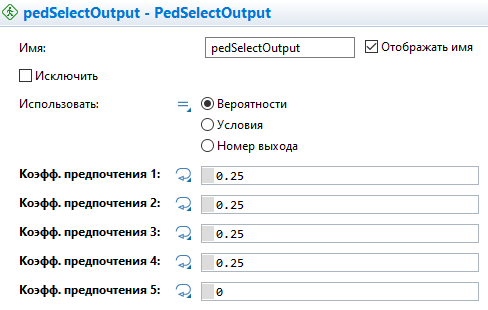 pedSelectOutput - PedSelectOutput
Имя: pedSelectOutput Отображать имя
Исключить
Использовать: = Вероятности
Условия
Номер выхода
Коэфф. предпочтения 1: 0.25
Коэфф. предпочтения 2: 0.25
Коэфф. предпочтения 3: 0.25
Коэфф. предпочтения 4: 0.25
Коэфф. предпочтения 5: 0